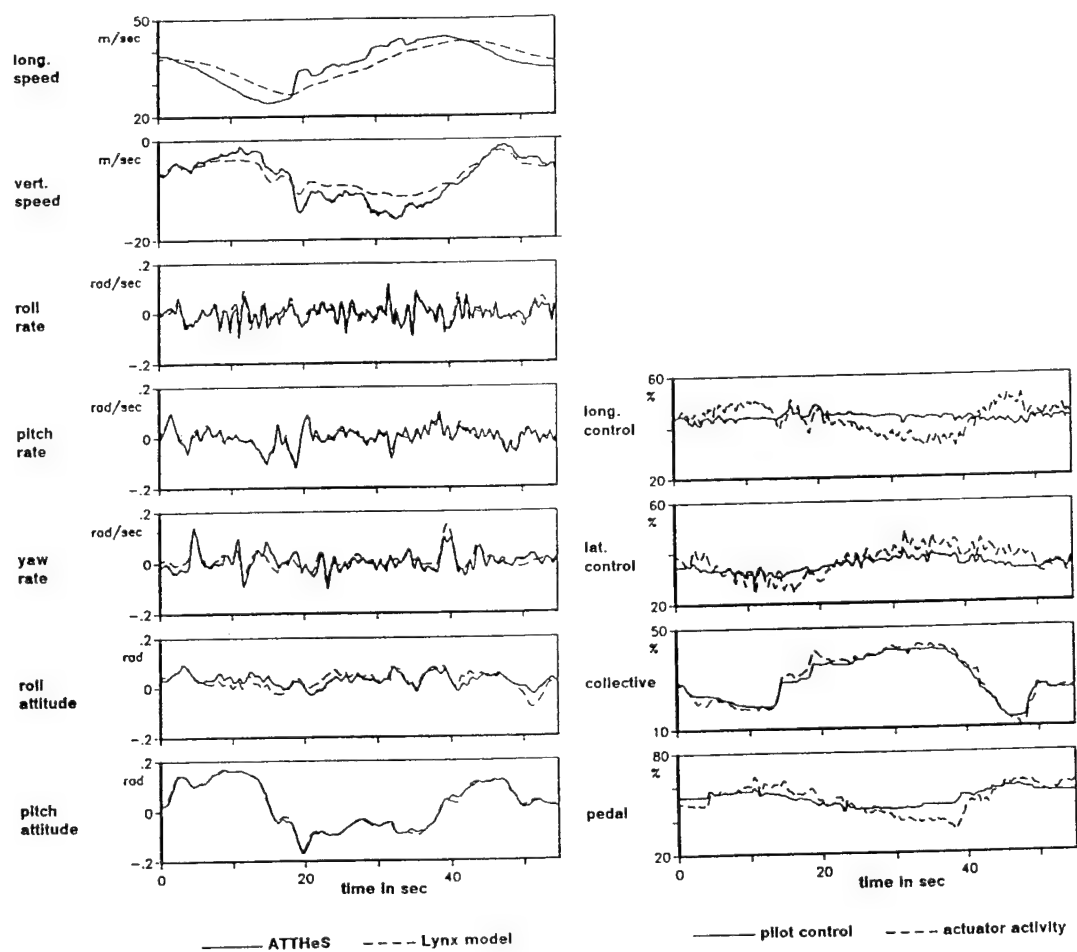 50
m/sec
long.
speed
20
0
m/sec
vert.
speed
-20
.2
rad/sec
roll
rate
0
-.2
.2
rad/sec
pitch
rate
0
-.2
.2
rad/sec
yaw
rate
0
-.2
.2
rad
roll
attitude
0
-.2
.2
rad
pitch
attitude
0
-.2
0 20 40
time in sec
ATTHeS Lynx model
60
%
long.
control
20
60
%
lat.
control
20
50
%
collective
10
80
%
pedal
20
0 20 40
time in sec
pilot control actuator activity